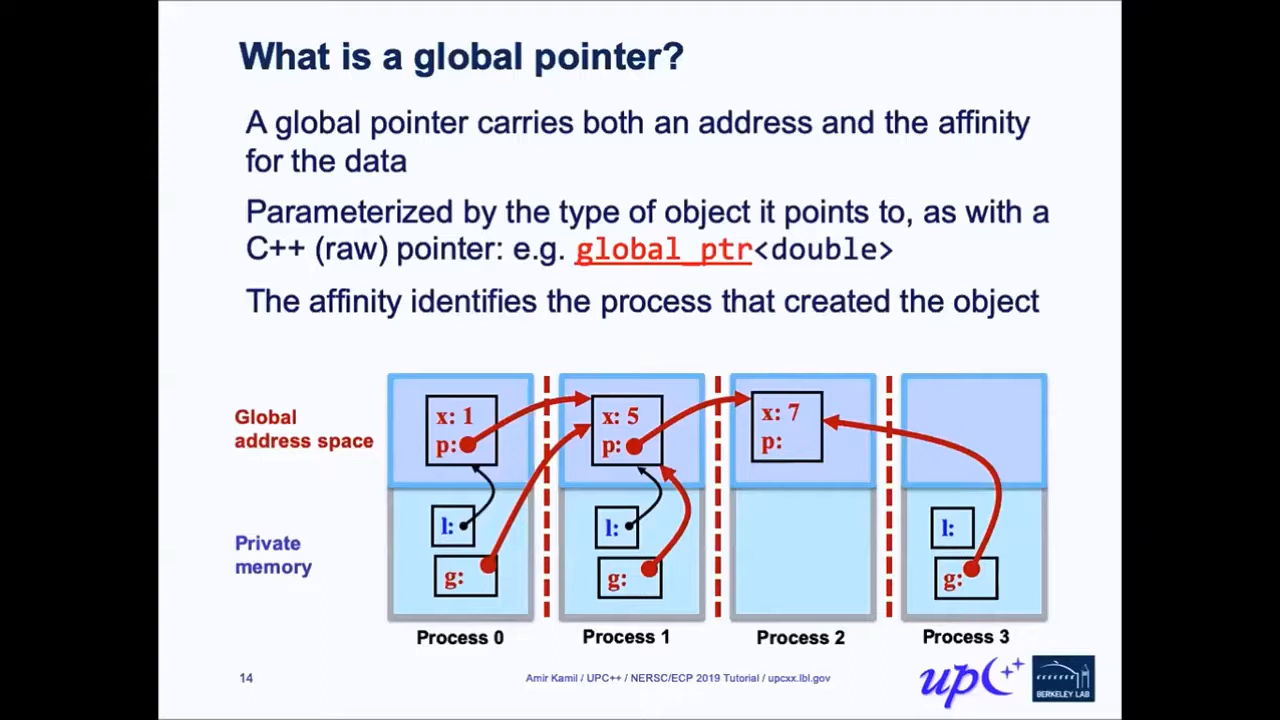 What is a global pointer?
A global pointer carries both an address and the affinity
for the data
Parameterized by the type of object it points to, as with a
C++ (raw) pointer: e.g. global_ptr<double>
The affinity identifies the process that created the object
Global
address space
x: 1
p:
x: 5
p:
x: 7
p:
Private
memory
l:
g:
l:
g:
l:
g:
Process 0
Process 1
Process 2
Process 3
14
Amir Kamil / UPC++ / NERSC/ECP 2019 Tutorial / upcxx.lbl.gov
upc++
BERKELEY LAB